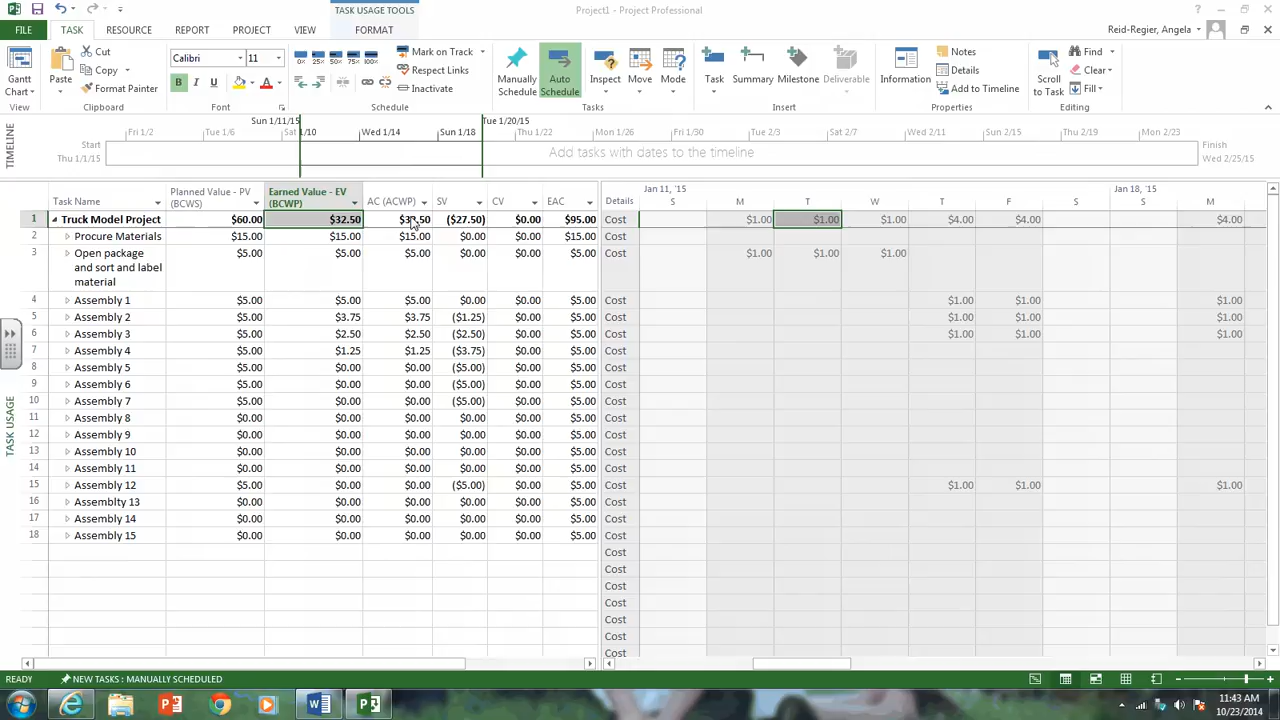 TASK USAGE TOOLS
Project1 - Project Professional
FILE TASK RESOURCE REPORT PROJECT VIEW FORMAT
Reid-Regier, Angela
Gantt Chart
View
Paste
Cut
Copy
Format Painter
Clipboard
Calibri 11
B I U A
Font
0% 25% 50% 75% 100%
Mark on Track
Respect Links
Inactivate
Schedule
Manually Schedule
Auto Schedule
Inspect
Move
Mode
Tasks
Task
Summary
Milestone
Deliverable
Insert
Information
Notes
Details
Add to Timeline
Properties
Scroll to Task
Find
Clear
Fill
Editing
TIMELINE
Sun 1/11/15 Tue 1/20/15
Fri 1/2 Tue 1/6 Sat 1/10 Wed 1/14 Sun 1/18 Thu 1/22 Mon 1/26 Fri 1/30 Tue 2/3 Sat 2/7 Wed 2/11 Sun 2/15 Thu 2/19 Mon 2/23
Start
Thu 1/1/15
Add tasks with dates to the timeline
Finish
Wed 2/25/15
TASK USAGE
Task Name
Planned Value - PV (BCWS)
Earned Value - EV (BCWP)
AC (ACWP) SV CV EAC Details
Jan 11, '15 Jan 18, '15
S M T W T F S S M
1 Truck Model Project $60.00 $32.50 $32.50 ($27.50) $0.00 $95.00 Cost $1.00 $1.00 $1.00 $4.00 $4.00 $4.00
2 Procure Materials $15.00 $15.00 $15.00 $0.00 $0.00 $15.00 Cost
3 Open package and sort and label material $5.00 $5.00 $5.00 $0.00 $0.00 $5.00 Cost $1.00 $1.00 $1.00
4 Assembly 1 $5.00 $5.00 $5.00 $0.00 $0.00 $5.00 Cost $1.00 $1.00 $1.00
5 Assembly 2 $5.00 $3.75 $3.75 ($1.25) $0.00 $5.00 Cost $1.00 $1.00 $1.00
6 Assembly 3 $5.00 $2.50 $2.50 ($2.50) $0.00 $5.00 Cost $1.00 $1.00 $1.00
7 Assembly 4 $5.00 $1.25 $1.25 ($3.75) $0.00 $5.00 Cost
8 Assembly 5 $5.00 $0.00 $0.00 ($5.00) $0.00 $5.00 Cost
9 Assembly 6 $5.00 $0.00 $0.00 ($5.00) $0.00 $5.00 Cost
10 Assembly 7 $5.00 $0.00 $0.00 ($5.00) $0.00 $5.00 Cost
11 Assembly 8 $0.00 $0.00 $0.00 $0.00 $0.00 $5.00 Cost
12 Assembly 9 $0.00 $0.00 $0.00 $0.00 $0.00 $5.00 Cost
13 Assembly 10 $0.00 $0.00 $0.00 $0.00 $0.00 $5.00 Cost
14 Assembly 11 $0.00 $0.00 $0.00 $0.00 $0.00 $5.00 Cost
15 Assembly 12 $5.00 $0.00 $0.00 ($5.00) $0.00 $5.00 Cost $1.00 $1.00 $1.00
16 Assemblty 13 $0.00 $0.00 $0.00 $0.00 $0.00 $5.00 Cost
17 Assembly 14 $0.00 $0.00 $0.00 $0.00 $0.00 $5.00 Cost
18 Assembly 15 $0.00 $0.00 $0.00 $0.00 $0.00 $5.00 Cost
Cost
Cost
Cost
Cost
Cost
Cost
Cost
READY NEW TASKS : MANUALLY SCHEDULED
11:43 AM
10/23/2014